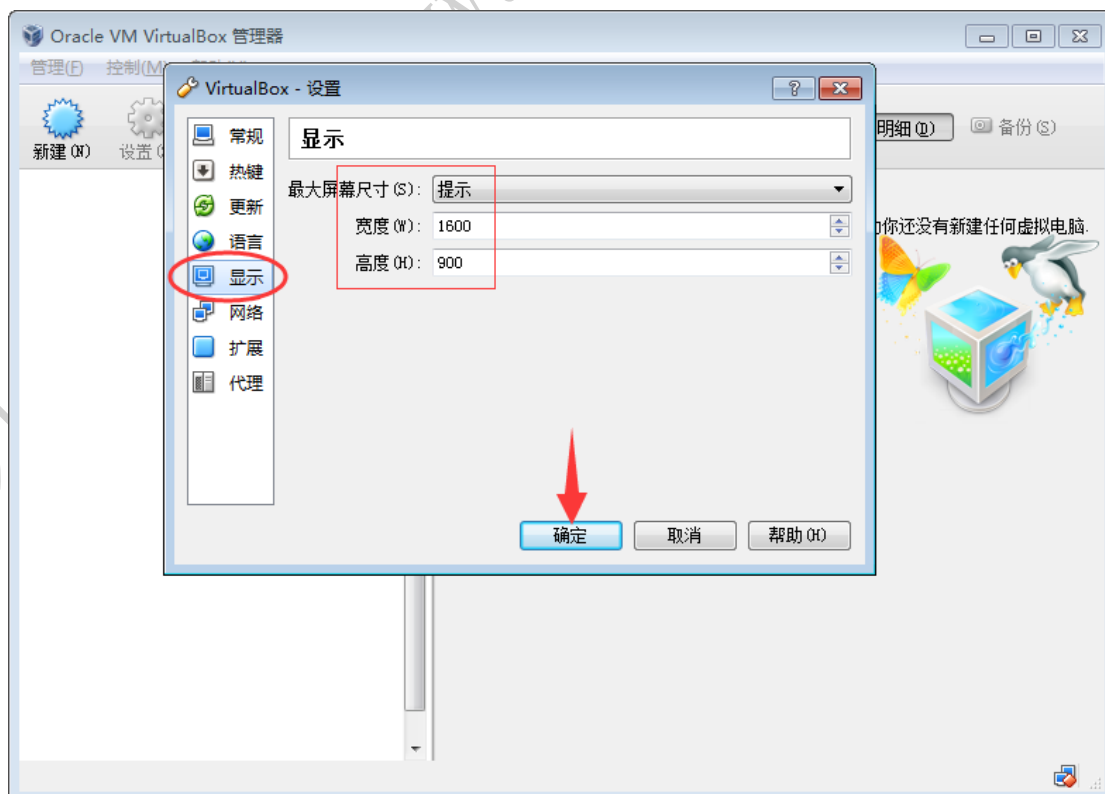 Oracle VM VirtualBox 管理器
管理(F) 控制(M)
VirtualBox - 设置
新建(N) 设置
明细(D) 备份(S)
常规
热键
更新
语言
显示
网络
扩展
代理
显示
最大屏幕尺寸(S): 提示
宽度(W): 1600
高度(H): 900
你还没有新建任何虚拟电脑.
确定 取消 帮助(H)